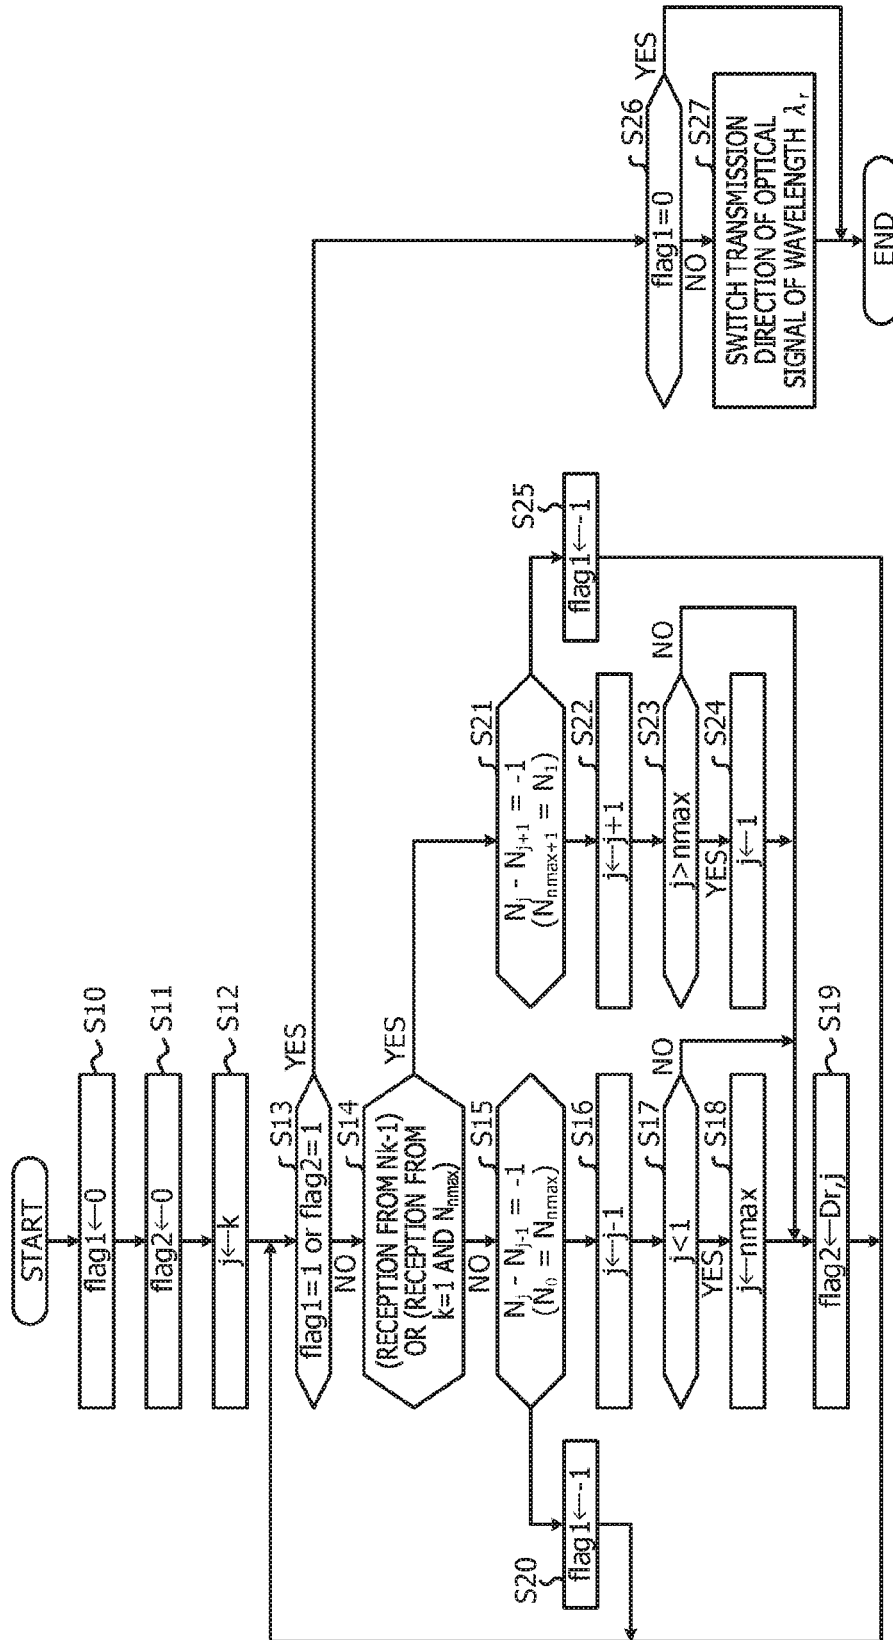 START
flag1←0
S10
flag2←0
S11
j←k
S12
flag1=1 or flag2=1
S13
YES
NO
(RECEPTION FROM Nk-1)
OR (RECEPTION FROM
k=1 AND Nnmax)
S14
YES
NO
Nj - Nj-1 = -1
(N0 = Nnmax)
S15
j←j-1
S16
j<1
S17
NO
YES
j←nmax
S18
flag2←Dr,j
S19
flag1←-1
S20
Nj - Nj+1 = -1
(Nnmax+1 = N1)
S21
j←j+1
S22
j>nmax
S23
NO
YES
j←1
S24
flag1←-1
S25
flag1=0
S26
YES
NO
SWITCH TRANSMISSION
DIRECTION OF OPTICAL
SIGNAL OF WAVELENGTH λr
S27
END